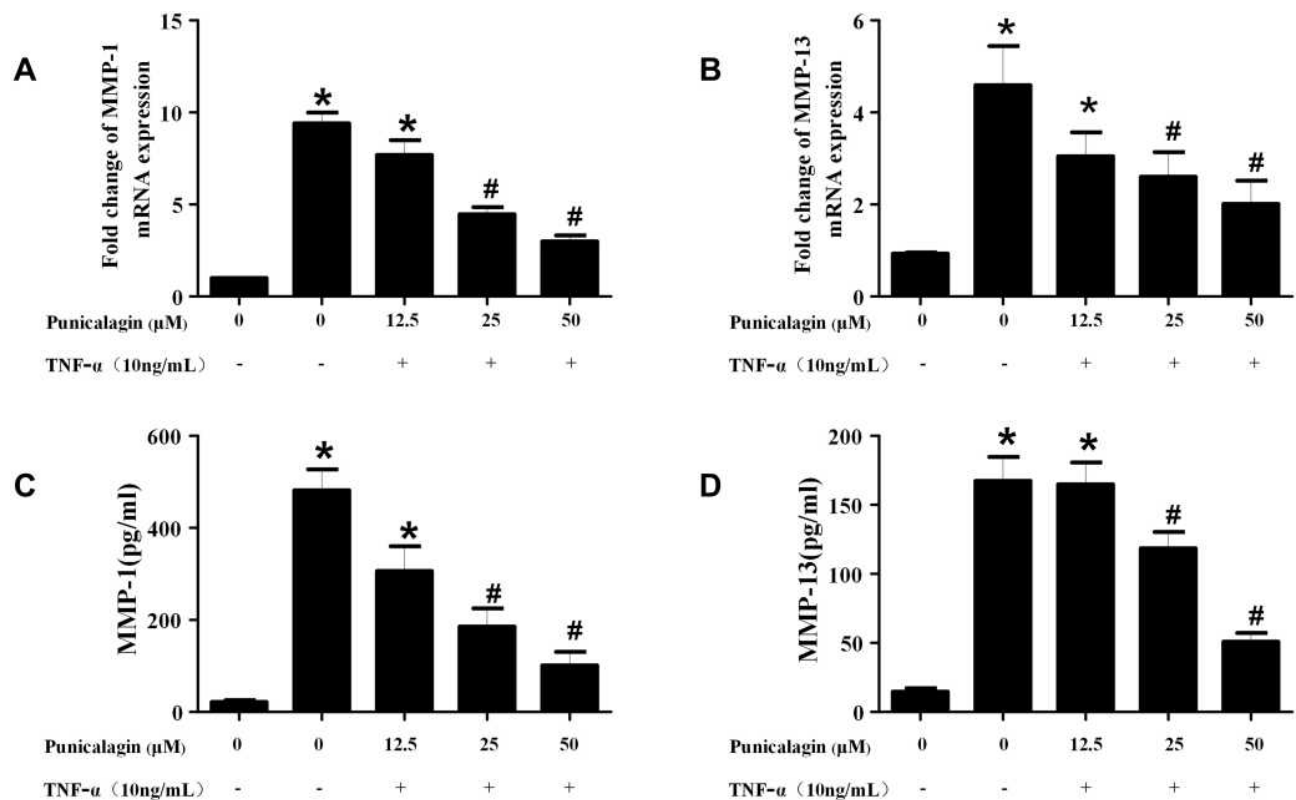 A
Fold change of MMP-1
mRNA expression
15
10
5
0
* * # #
Punicalagin (μM) 0 0 12.5 25 50
TNF-α（10ng/mL） - - + + +
B
Fold change of MMP-13
mRNA expression
6
4
2
0
* * # #
Punicalagin (μM) 0 0 12.5 25 50
TNF-α（10ng/mL） - - + + +
C
MMP-1(pg/ml)
600
400
200
0
* * # #
Punicalagin (μM) 0 0 12.5 25 50
TNF-α（10ng/mL） - - + + +
D
MMP-13(pg/ml)
200
150
100
50
0
* * # #
Punicalagin (μM) 0 0 12.5 25 50
TNF-α（10ng/mL） - - + + +